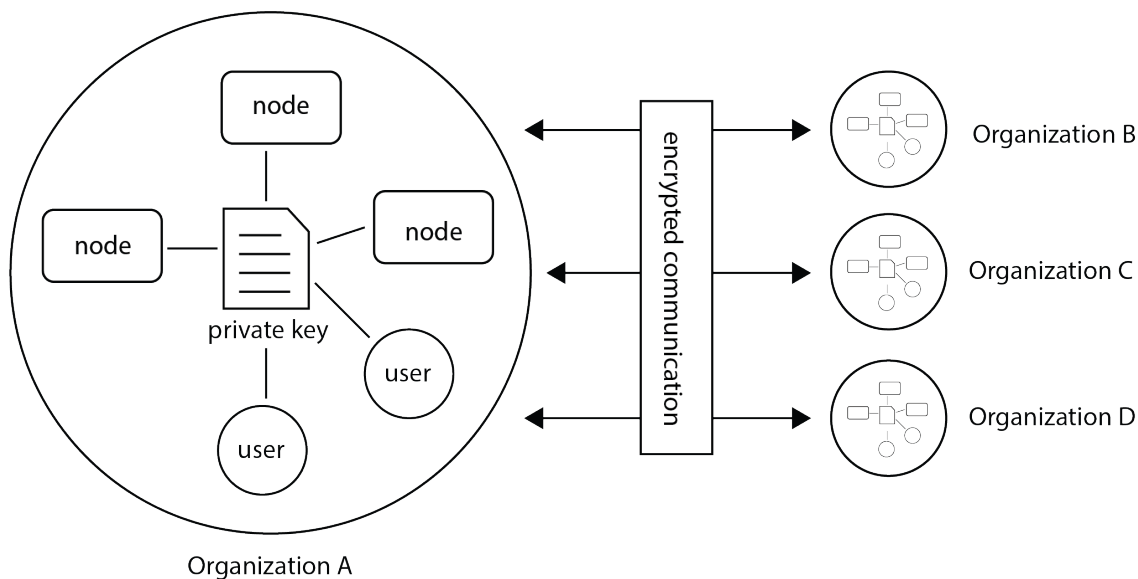 node
node
node
private key
user
user
Organization A
encrypted communication
Organization B
Organization C
Organization D